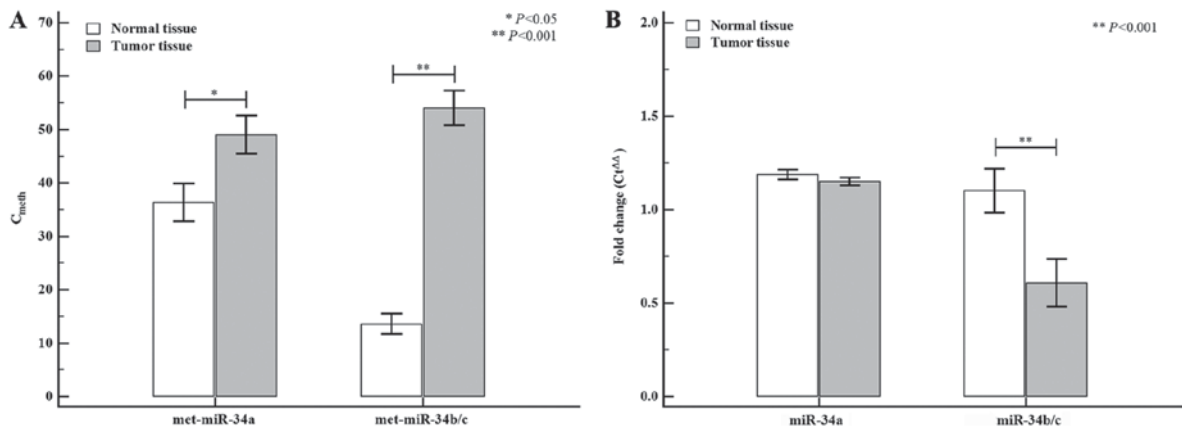 A
70
60
50
40
30
20
10
0
C_meth
Normal tissue
Tumor tissue
* P<0.05
** P<0.001
*
**
met-miR-34a
met-miR-34b/c
B
2.0
1.5
1.0
0.5
0.0
Fold change (Ct^ΔΔ)
Normal tissue
Tumor tissue
** P<0.001
**
miR-34a
miR-34b/c